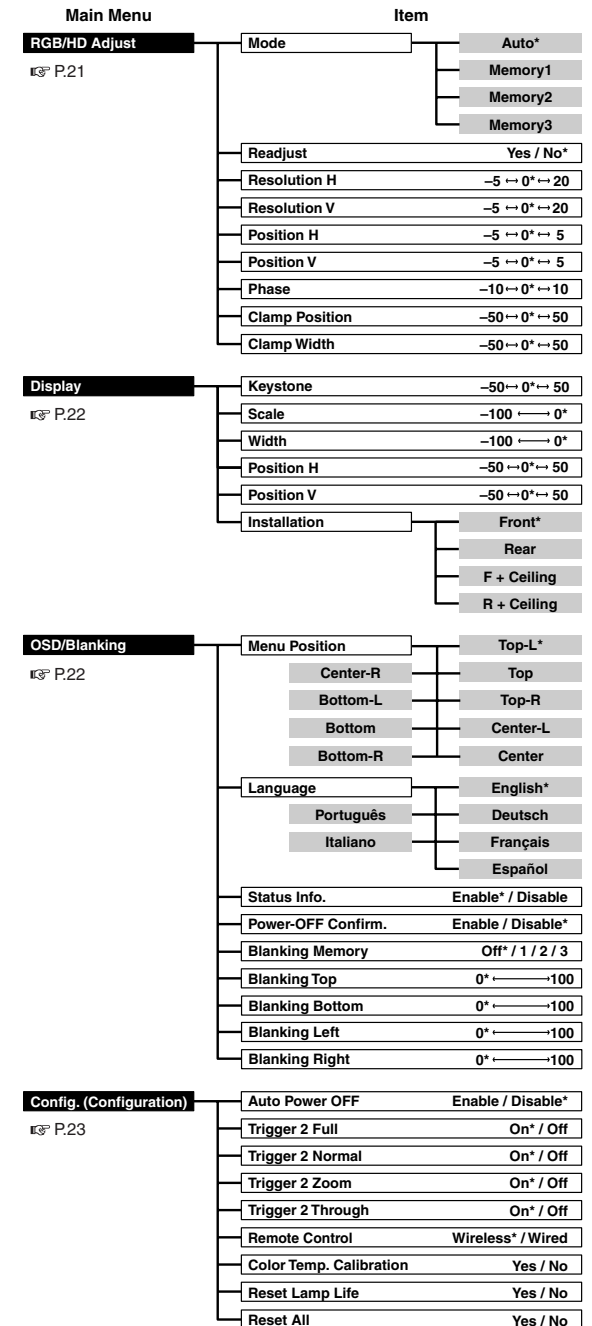 Main Menu Item
RGB/HD Adjust Mode Auto*
☞ P.21 Memory1
Memory2
Memory3
Readjust Yes / No*
Resolution H –5 ↔ 0* ↔ 20
Resolution V –5 ↔ 0* ↔ 20
Position H –5 ↔ 0* ↔ 5
Position V –5 ↔ 0* ↔ 5
Phase –10 ↔ 0* ↔ 10
Clamp Position –50 ↔ 0* ↔ 50
Clamp Width –50 ↔ 0* ↔ 50
Display Keystone –50 ↔ 0* ↔ 50
☞ P.22 Scale –100 ⟷ 0*
Width –100 ⟷ 0*
Position H –50 ↔ 0* ↔ 50
Position V –50 ↔ 0* ↔ 50
Installation Front*
Rear
F + Ceiling
R + Ceiling
OSD/Blanking Menu Position Top-L*
☞ P.22 Center-R Top
Bottom-L Top-R
Bottom Center-L
Bottom-R Center
Language English*
Português Deutsch
Italiano Français
Español
Status Info. Enable* / Disable
Power-OFF Confirm. Enable / Disable*
Blanking Memory Off* / 1 / 2 / 3
Blanking Top 0* ⟷ 100
Blanking Bottom 0* ⟷ 100
Blanking Left 0* ⟷ 100
Blanking Right 0* ⟷ 100
Config. (Configuration) Auto Power OFF Enable / Disable*
☞ P.23 Trigger 2 Full On* / Off
Trigger 2 Normal On* / Off
Trigger 2 Zoom On* / Off
Trigger 2 Through On* / Off
Remote Control Wireless* / Wired
Color Temp. Calibration Yes / No
Reset Lamp Life Yes / No
Reset All Yes / No